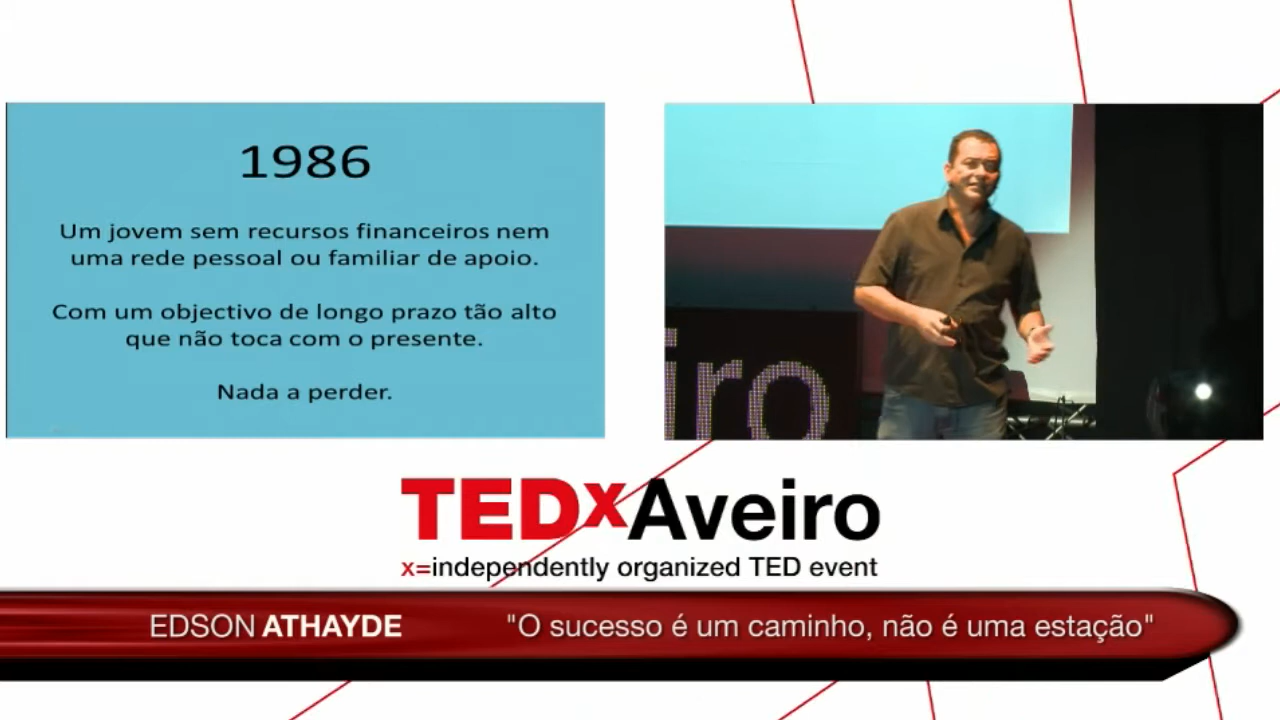 1986
Um jovem sem recursos financeiros nem
uma rede pessoal ou familiar de apoio.
Com um objectivo de longo prazo tão alto
que não toca com o presente.
Nada a perder.
iro
TEDxAveiro
x=independently organized TED event
EDSON ATHAYDE
"O sucesso é um caminho, não é uma estação"